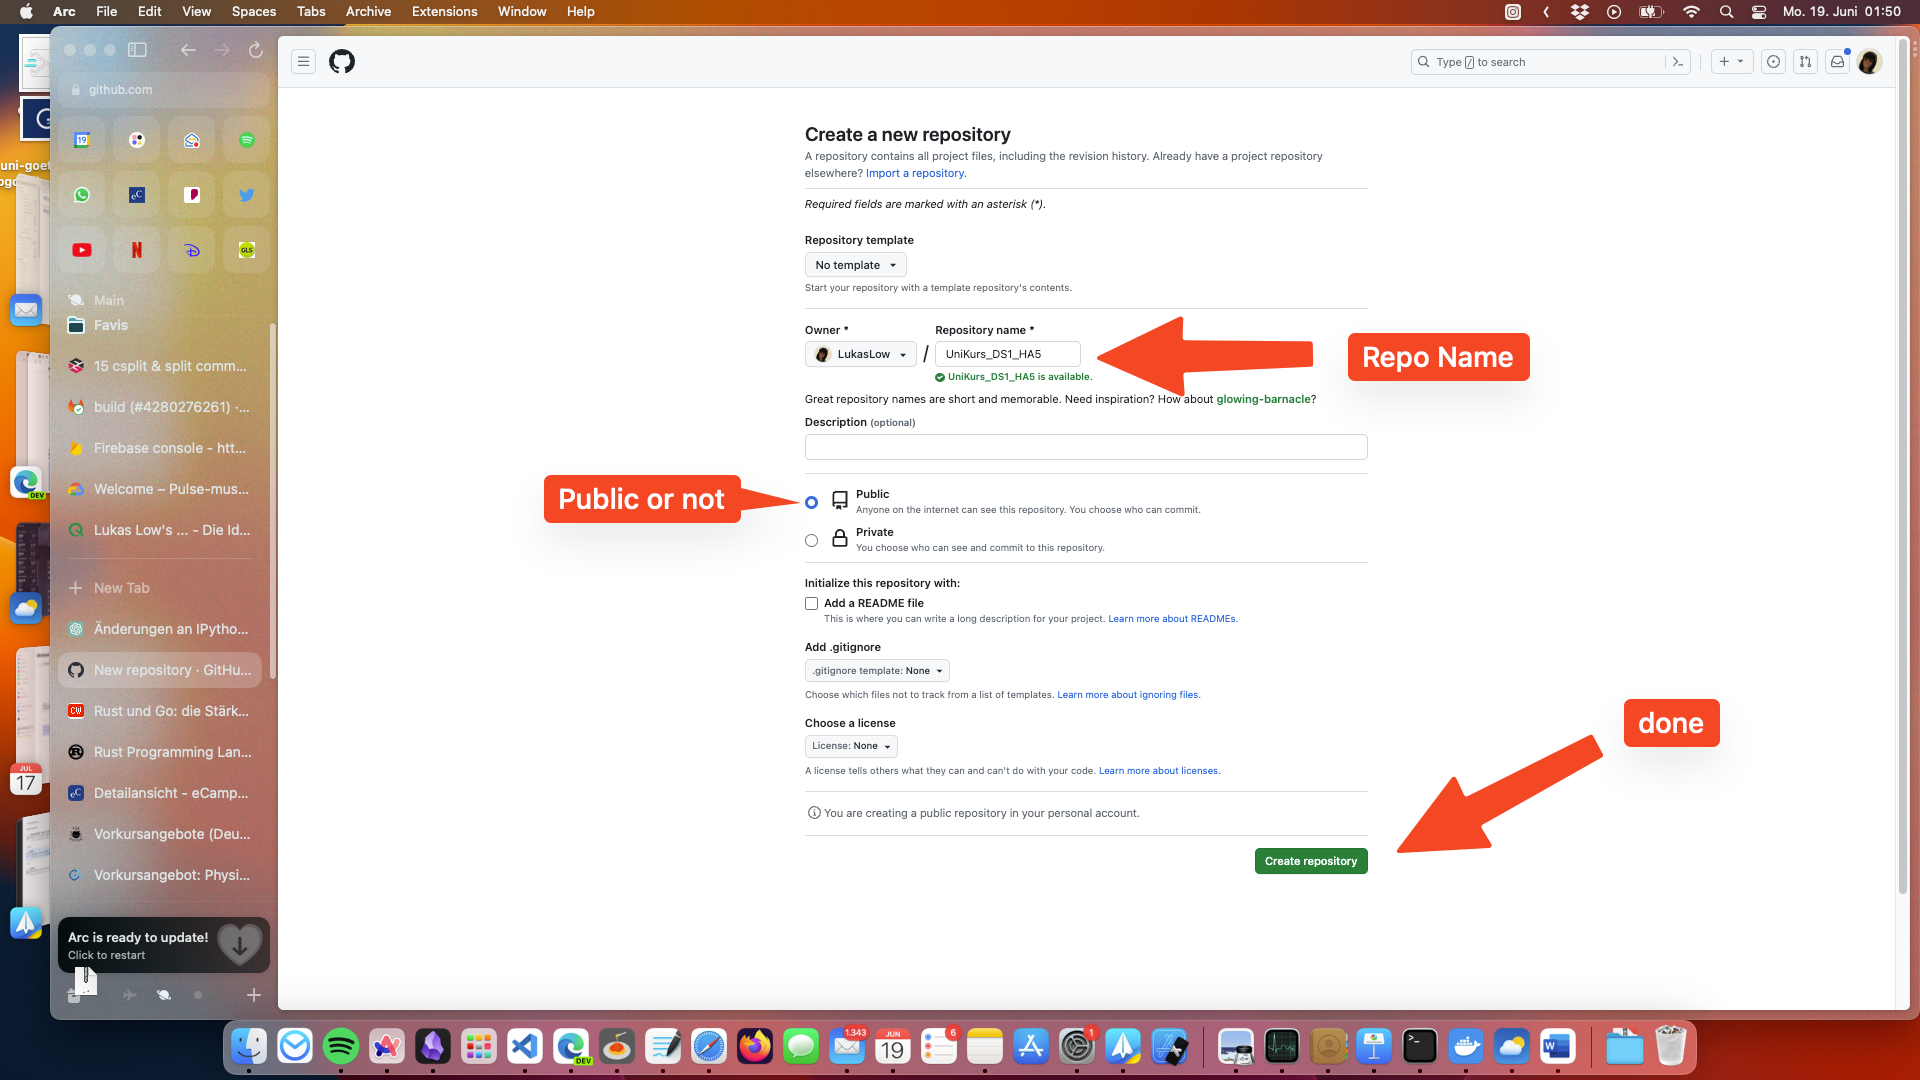 Arc File Edit View Spaces Tabs Archive Extensions Window Help
Mo. 19. Juni 01:50
github.com
19
eC
GLS
Main
Favis
15 csplit & split comm...
build (#4280276261) ·...
Firebase console - htt...
Welcome – Pulse-mus...
Lukas Low's ... - Die Id...
New Tab
Änderungen an IPytho...
New repository · GitHu...
Rust und Go: die Stärk...
Rust Programming Lan...
Detailansicht - eCamp...
Vorkursangebote (Deu...
Vorkursangebot: Physi...
Arc is ready to update!
Click to restart
uni-goet
DEV
JUL
17
Type / to search
Create a new repository
A repository contains all project files, including the revision history. Already have a project repository
elsewhere? Import a repository.
Required fields are marked with an asterisk (*).
Repository template
No template
Start your repository with a template repository's contents.
Owner *
Repository name *
LukasLow
/
UniKurs_DS1_HA5
UniKurs_DS1_HA5 is available.
Repo Name
Great repository names are short and memorable. Need inspiration? How about glowing-barnacle?
Description (optional)
Public or not
Public
Anyone on the internet can see this repository. You choose who can commit.
Private
You choose who can see and commit to this repository.
Initialize this repository with:
Add a README file
This is where you can write a long description for your project. Learn more about READMEs.
Add .gitignore
.gitignore template: None
Choose which files not to track from a list of templates. Learn more about ignoring files.
Choose a license
License: None
A license tells others what they can and can't do with your code. Learn more about licenses.
You are creating a public repository in your personal account.
done
Create repository
DEV
1.343
JUN
19
6
1